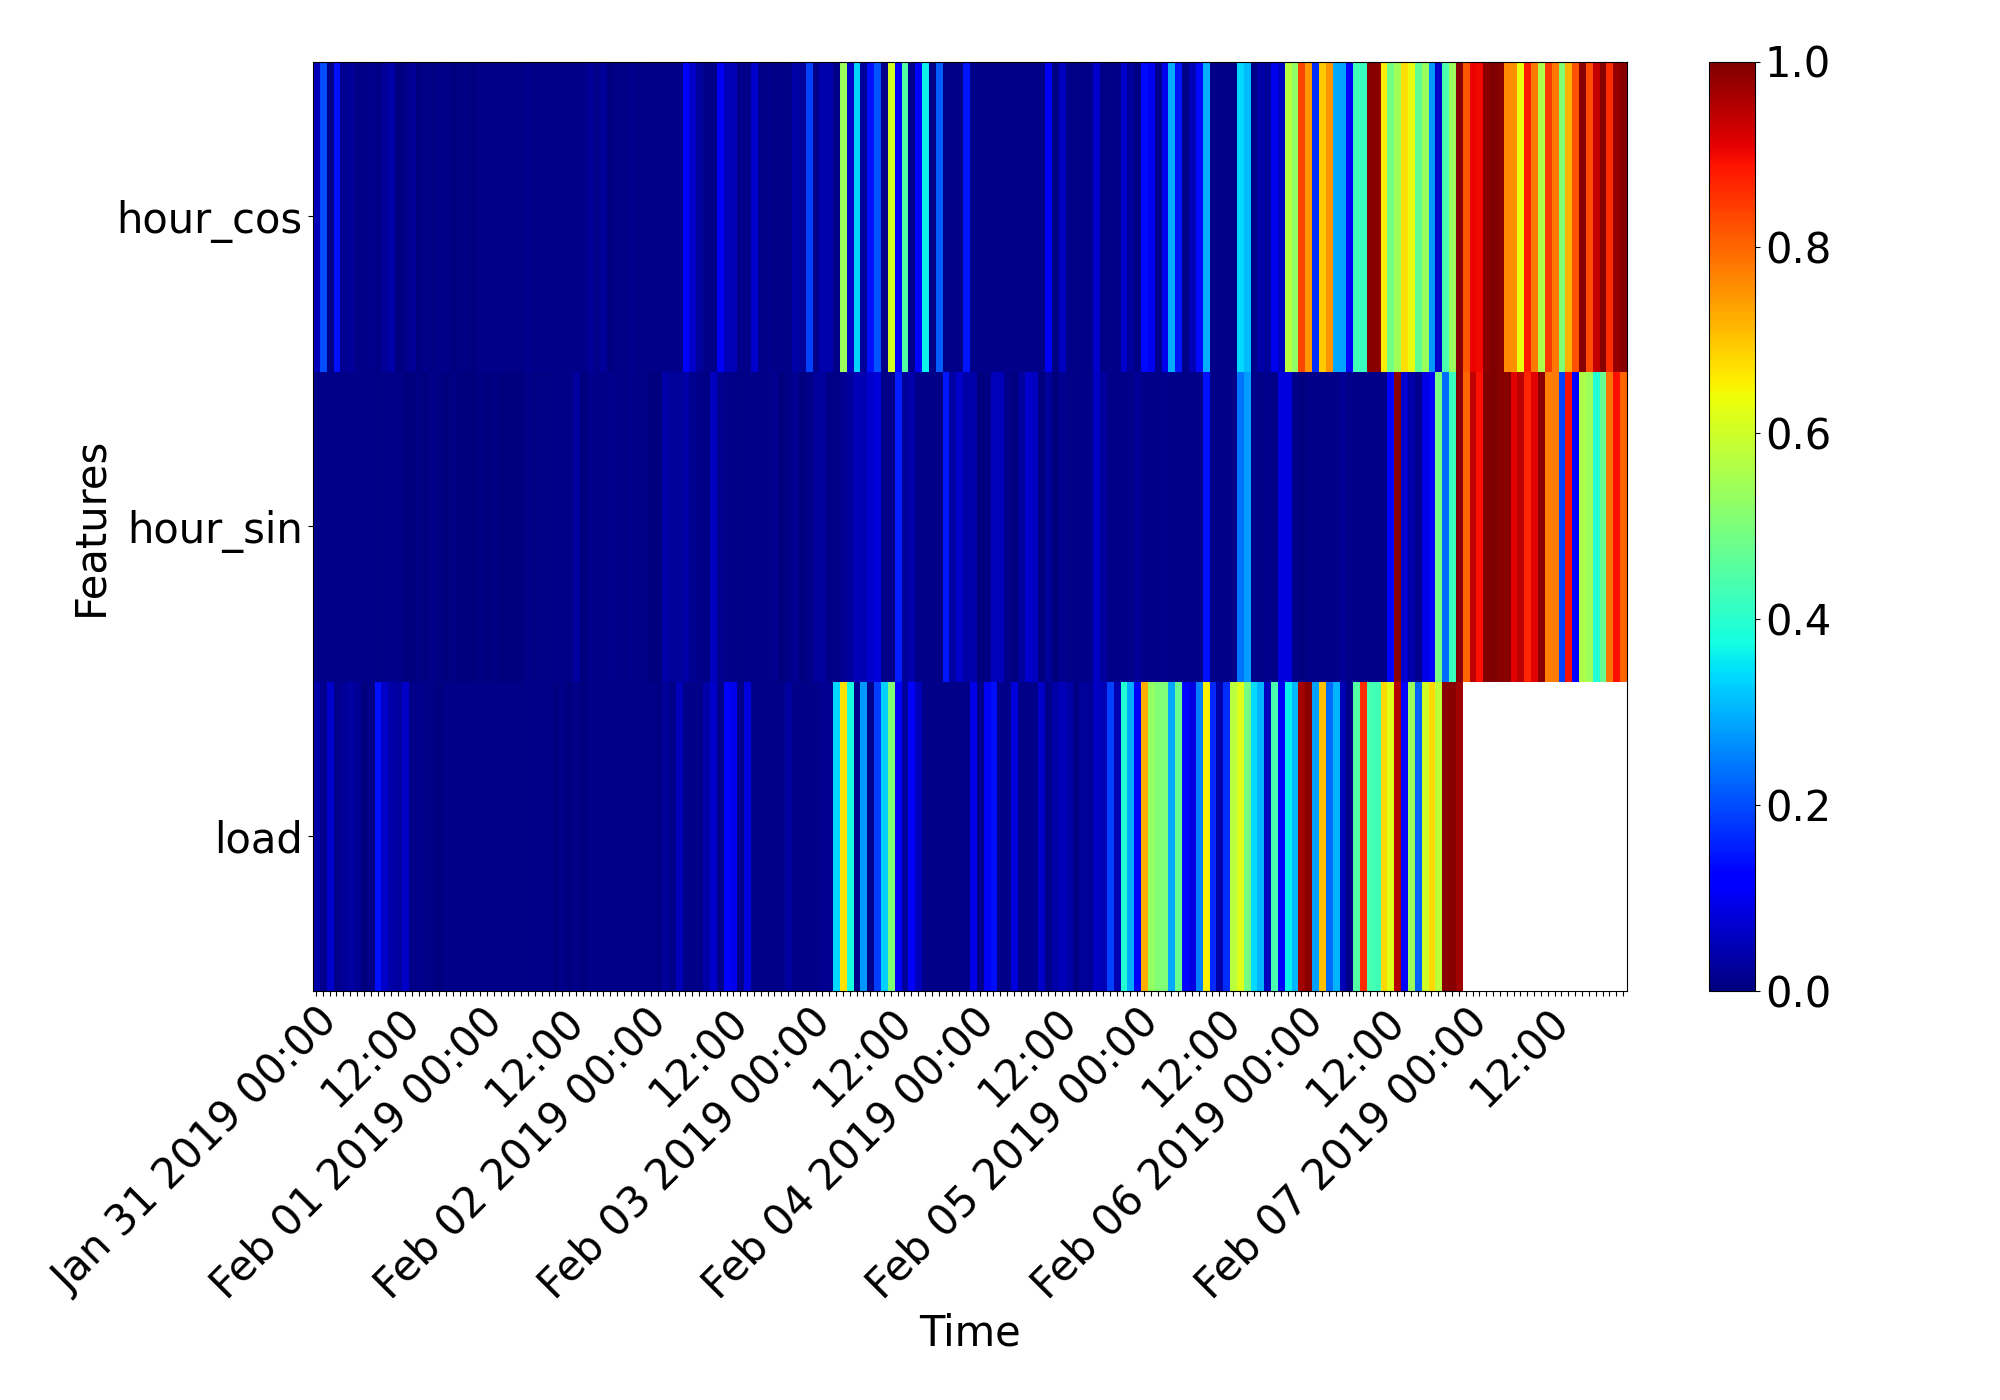 hour_cos
hour_sin
load
Features
Jan 31 2019 00:00
12:00
Feb 01 2019 00:00
12:00
Feb 02 2019 00:00
12:00
Feb 03 2019 00:00
12:00
Feb 04 2019 00:00
12:00
Feb 05 2019 00:00
12:00
Feb 06 2019 00:00
12:00
Feb 07 2019 00:00
12:00
Time
1.0
0.8
0.6
0.4
0.2
0.0